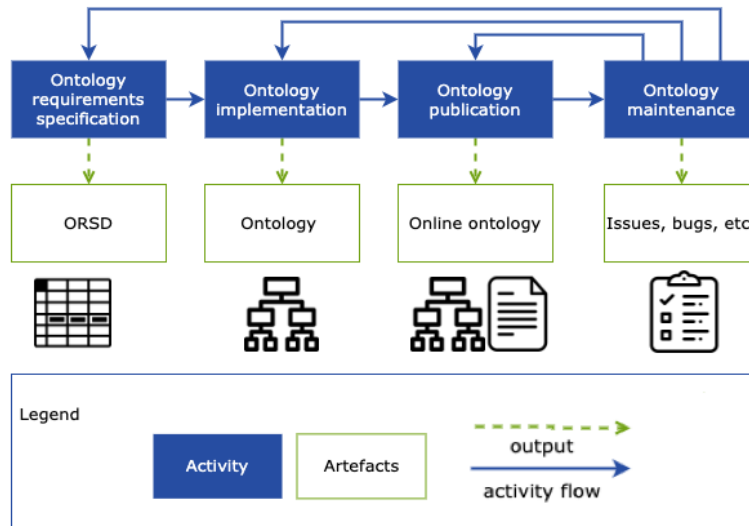 Ontology
requirements
specification
Ontology
implementation
Ontology
publication
Ontology
maintenance
ORSD
Ontology
Online ontology
Issues, bugs, etc
Legend
Activity
Artefacts
output
activity flow